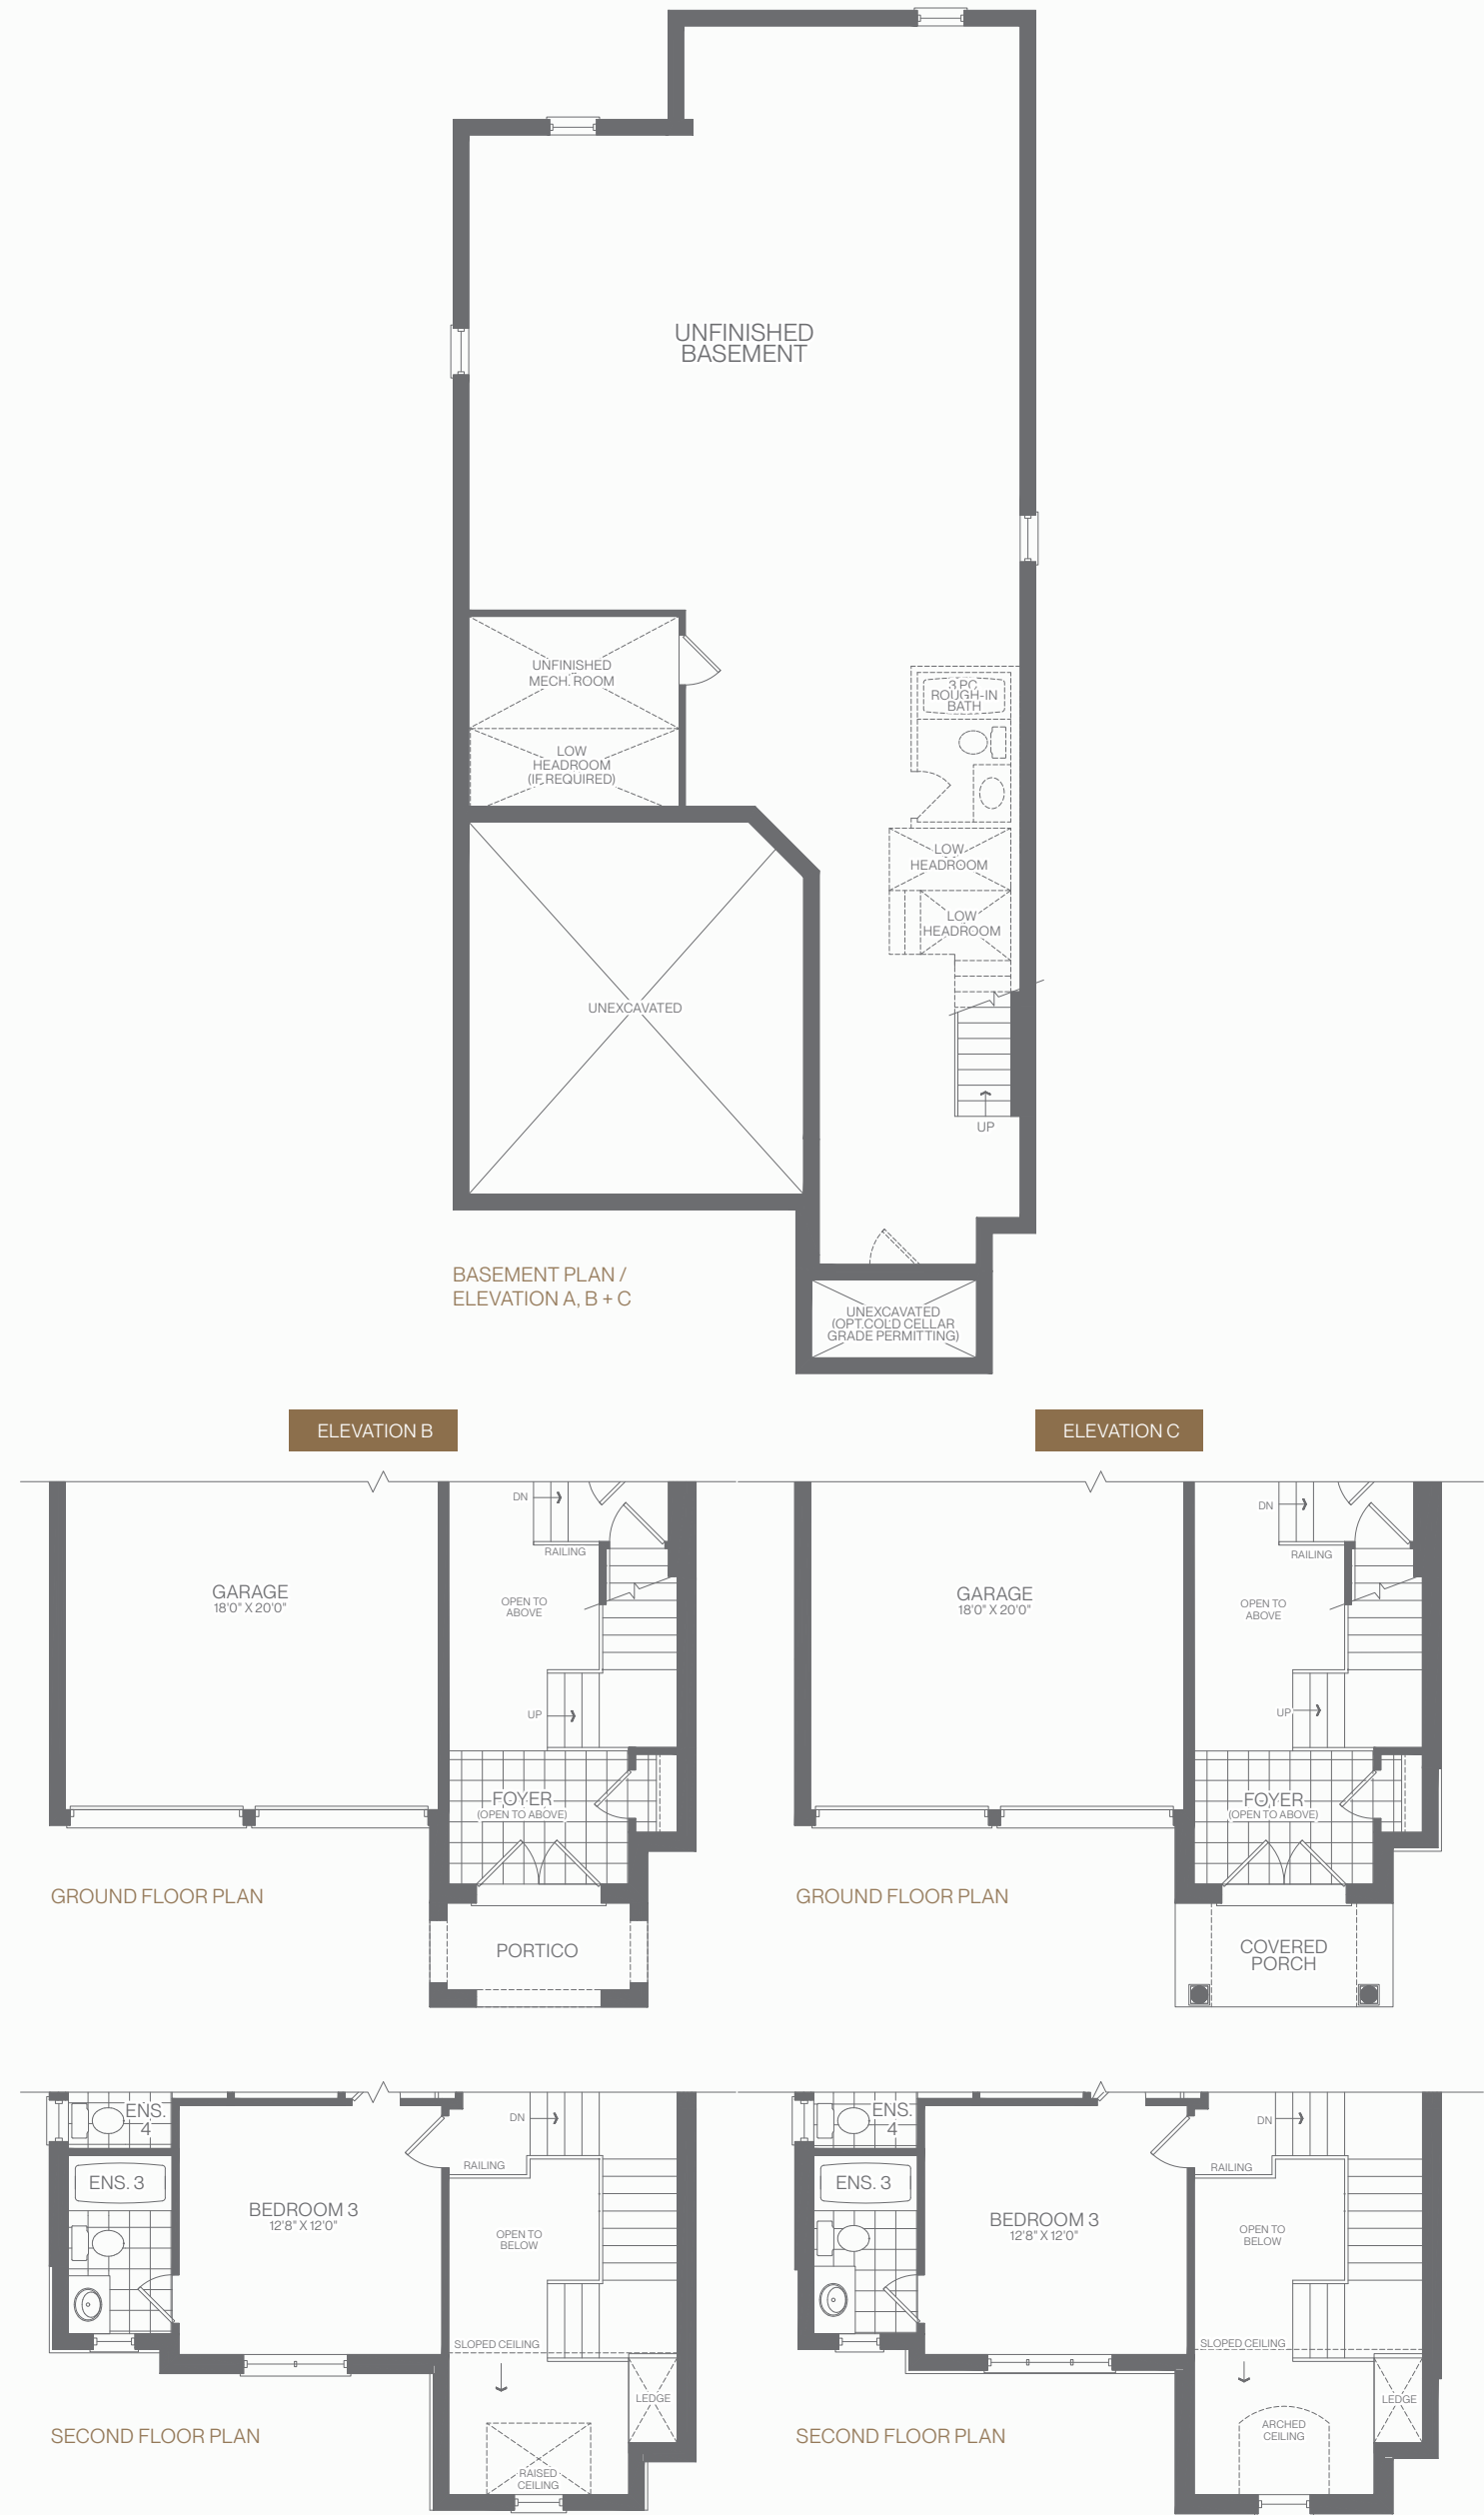 UNFINISHED
BASEMENT
UNFINISHED
MECH. ROOM
LOW
HEADROOM
(IF REQUIRED)
3 PC
ROUGH-IN
BATH
LOW
HEADROOM
LOW
HEADROOM
UNEXCAVATED
UP
BASEMENT PLAN /
ELEVATION A, B + C
UNEXCAVATED
(OPT.COLD CELLAR
GRADE PERMITTING)
ELEVATION B
DN
RAILING
GARAGE
18'0" X 20'0"
OPEN TO
ABOVE
UP
FOYER
(OPEN TO ABOVE)
GROUND FLOOR PLAN
PORTICO
ENS.
4
DN
RAILING
ENS. 3
BEDROOM 3
12'8" X 12'0"
OPEN TO
BELOW
SLOPED CEILING
LEDGE
SECOND FLOOR PLAN
RAISED
CEILING
ELEVATION C
DN
RAILING
GARAGE
18'0" X 20'0"
OPEN TO
ABOVE
UP
FOYER
(OPEN TO ABOVE)
GROUND FLOOR PLAN
COVERED
PORCH
ENS.
4
DN
RAILING
ENS. 3
BEDROOM 3
12'8" X 12'0"
OPEN TO
BELOW
SLOPED CEILING
LEDGE
ARCHED
CEILING
SECOND FLOOR PLAN